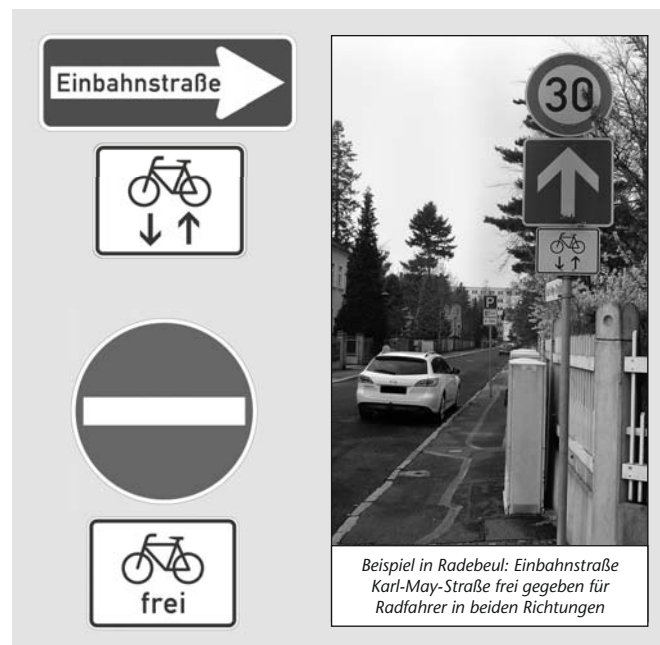 Einbahnstraße
frei
30
P
Beispiel in Radebeul: Einbahnstraße
Karl-May-Straße frei gegeben für
Radfahrer in beiden Richtungen